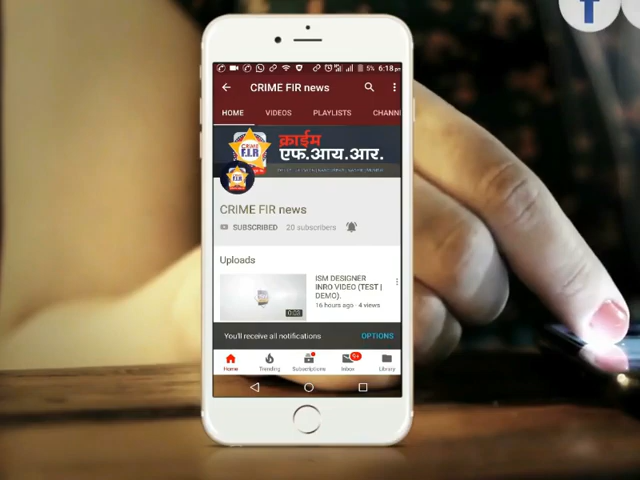 5% 6:18 pm
CRIME FIR news
HOME VIDEOS PLAYLISTS CHANN
CRIME
F.I.R
क्राईम
एफ.आय.आर.
CRIME FIR news
SUBSCRIBED 20 subscribers
Uploads
ISM DESIGNER
INRO VIDEO (TEST |
DEMO).
16 hours ago · 4 views
0:08
You'll receive all notifications OPTIONS
9+
Home Trending Subscriptions Inbox Library
f